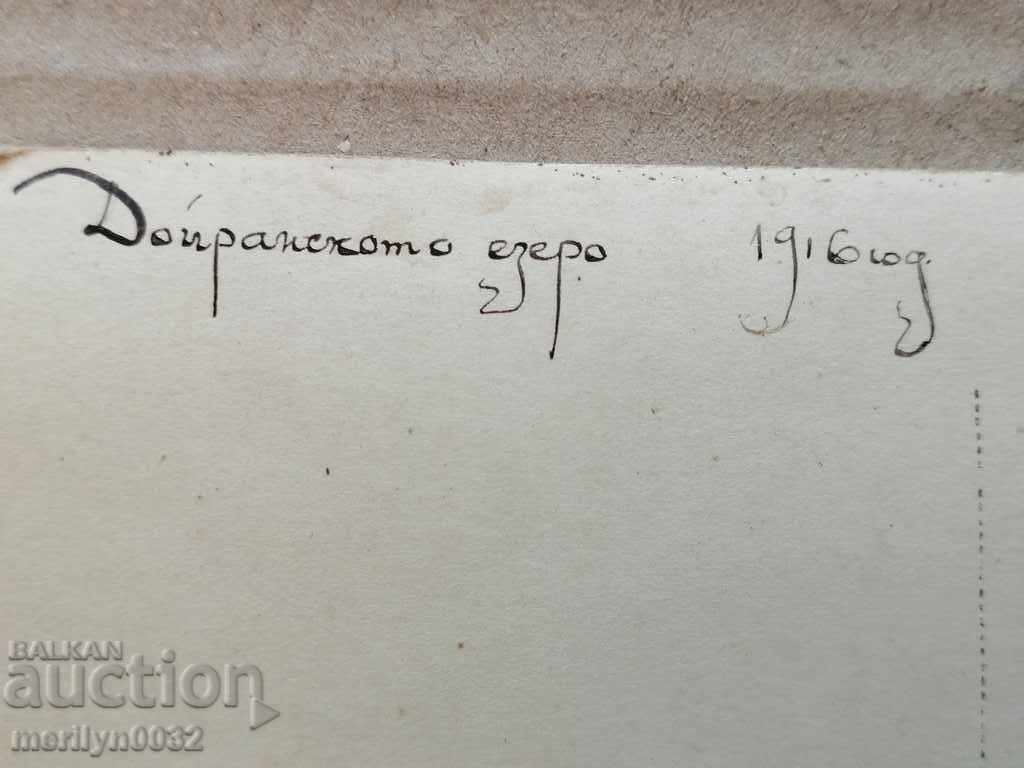 Дойранското езеро 1916 год.
BALKAN
auction
merilyn0032